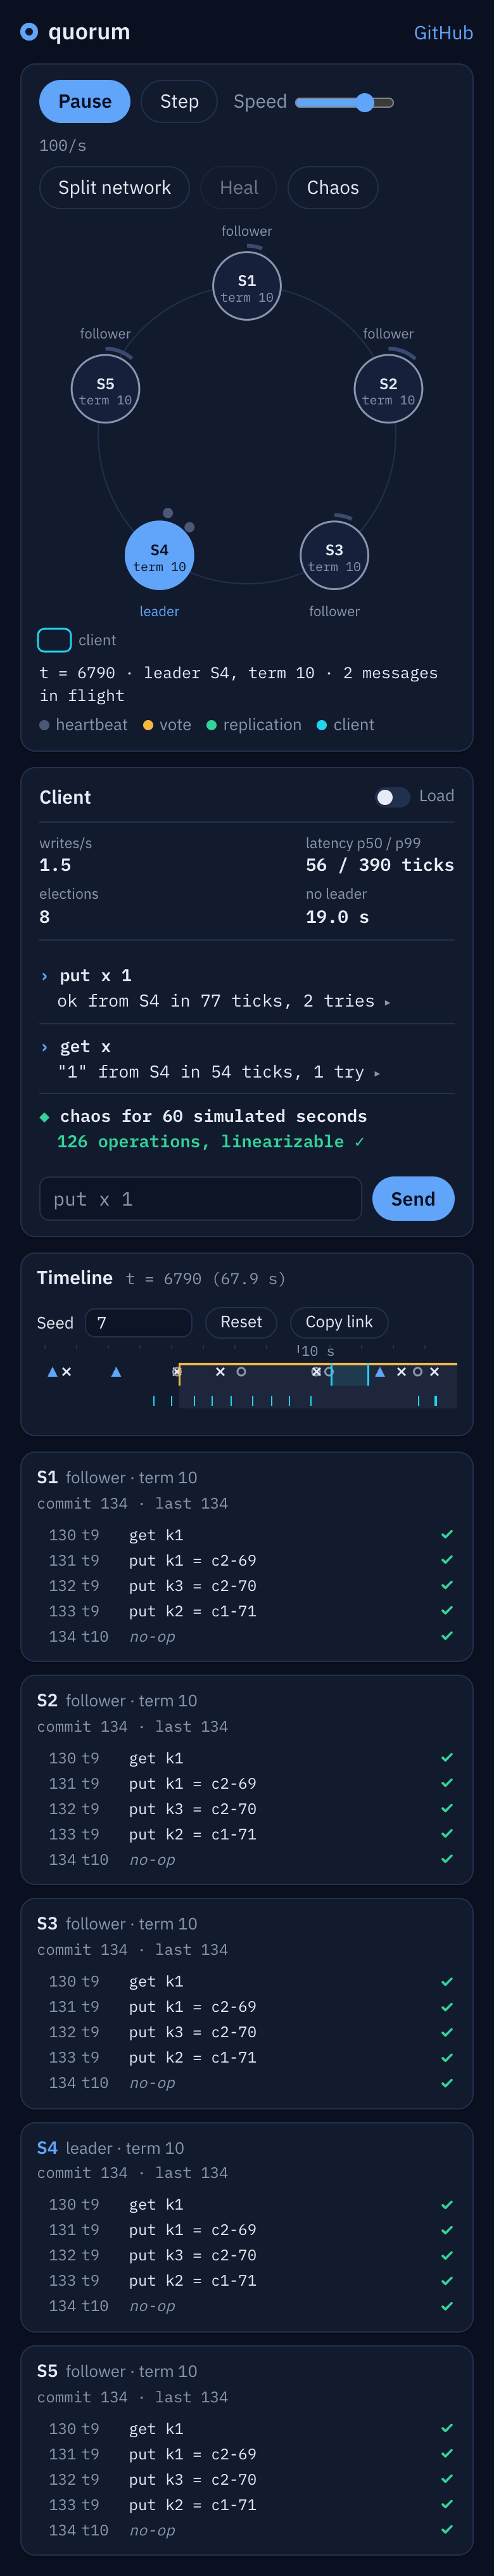 quorum GitHub
Pause Step Speed
100/s
Split network Heal Chaos
follower
S1
term 10
follower follower
S5 S2
term 10 term 10
S4 S3
term 10 term 10
leader follower
client
t = 6790 · leader S4, term 10 · 2 messages
in flight
heartbeat vote replication client
Client Load
writes/s latency p50 / p99
1.5 56 / 390 ticks
elections no leader
8 19.0 s
› put x 1
ok from S4 in 77 ticks, 2 tries ▸
› get x
"1" from S4 in 54 ticks, 1 try ▸
◆ chaos for 60 simulated seconds
126 operations, linearizable ✓
put x 1 Send
Timeline t = 6790 (67.9 s)
Seed 7 Reset Copy link
10 s
S1 follower · term 10
commit 134 · last 134
130 t9 get k1 ✓
131 t9 put k1 = c2-69 ✓
132 t9 put k3 = c2-70 ✓
133 t9 put k2 = c1-71 ✓
134 t10 no-op ✓
S2 follower · term 10
commit 134 · last 134
130 t9 get k1 ✓
131 t9 put k1 = c2-69 ✓
132 t9 put k3 = c2-70 ✓
133 t9 put k2 = c1-71 ✓
134 t10 no-op ✓
S3 follower · term 10
commit 134 · last 134
130 t9 get k1 ✓
131 t9 put k1 = c2-69 ✓
132 t9 put k3 = c2-70 ✓
133 t9 put k2 = c1-71 ✓
134 t10 no-op ✓
S4 leader · term 10
commit 134 · last 134
130 t9 get k1 ✓
131 t9 put k1 = c2-69 ✓
132 t9 put k3 = c2-70 ✓
133 t9 put k2 = c1-71 ✓
134 t10 no-op ✓
S5 follower · term 10
commit 134 · last 134
130 t9 get k1 ✓
131 t9 put k1 = c2-69 ✓
132 t9 put k3 = c2-70 ✓
133 t9 put k2 = c1-71 ✓
134 t10 no-op ✓